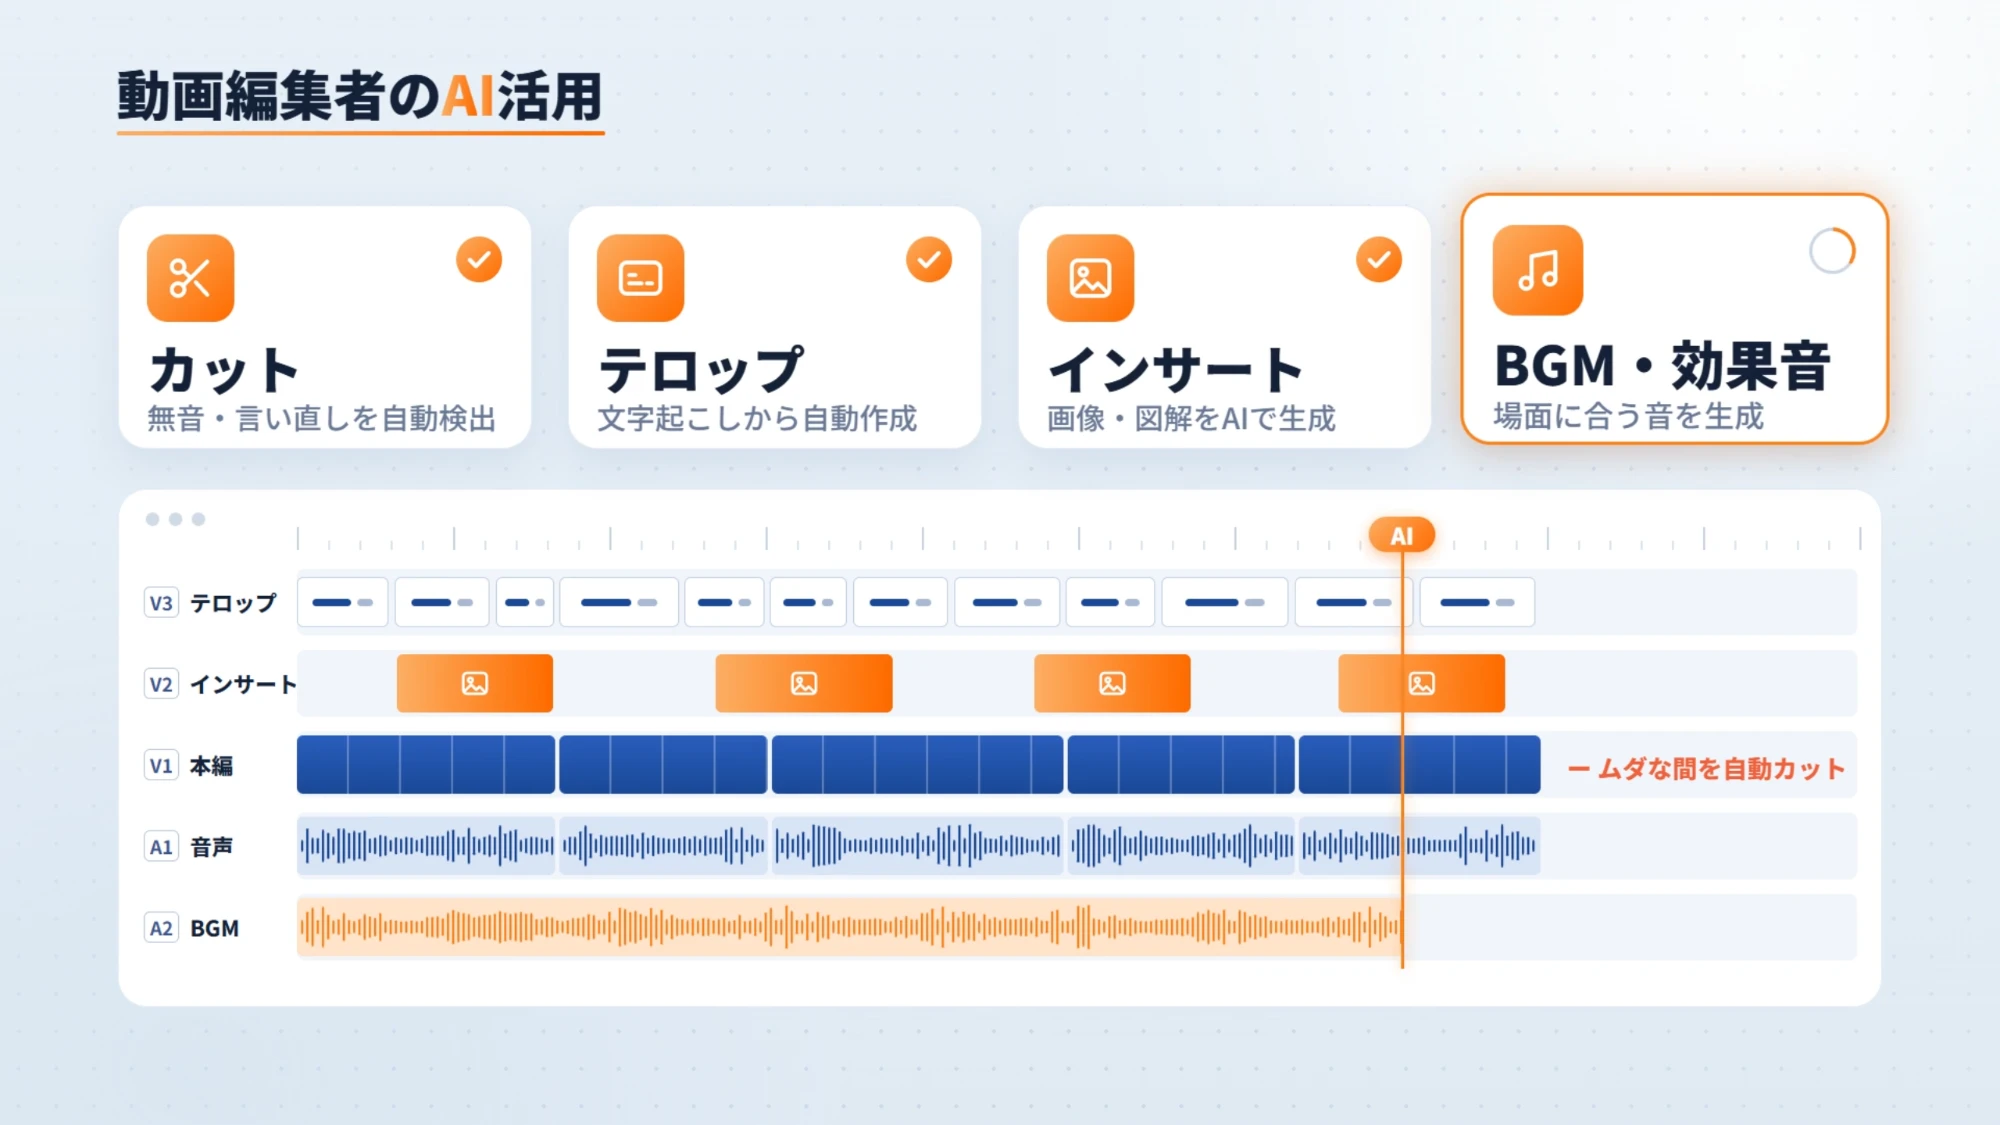 動画編集者のAI活用
カット
無音・言い直しを自動検出
テロップ
文字起こしから自動作成
インサート
画像・図解をAIで生成
BGM・効果音
場面に合う音を生成
AI
V3 テロップ
V2 インサート
V1 本編
ー ムダな間を自動カット
A1 音声
A2 BGM